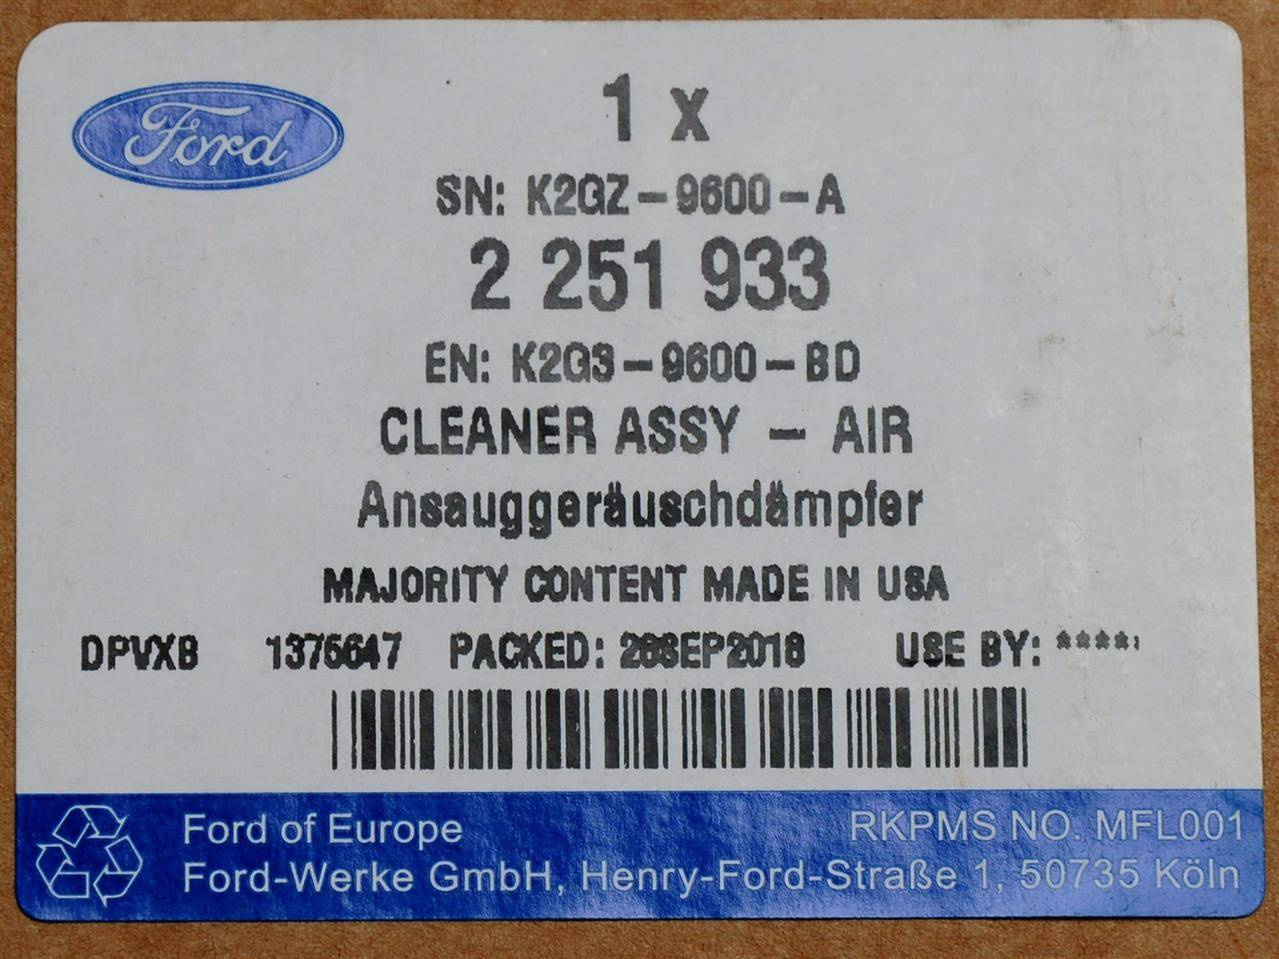 Ford
1 x
SN: K2GZ-9600-A
2 251 933
EN: K2G3-9600-BD
CLEANER ASSY - AIR
Ansauggeräuschdämpfer
MAJORITY CONTENT MADE IN USA
DPVXB 1375647 PACKED: 28SEP2018 USE BY: ****
Ford of Europe RKPMS NO. MFL001
Ford-Werke GmbH, Henry-Ford-Straße 1, 50735 Köln